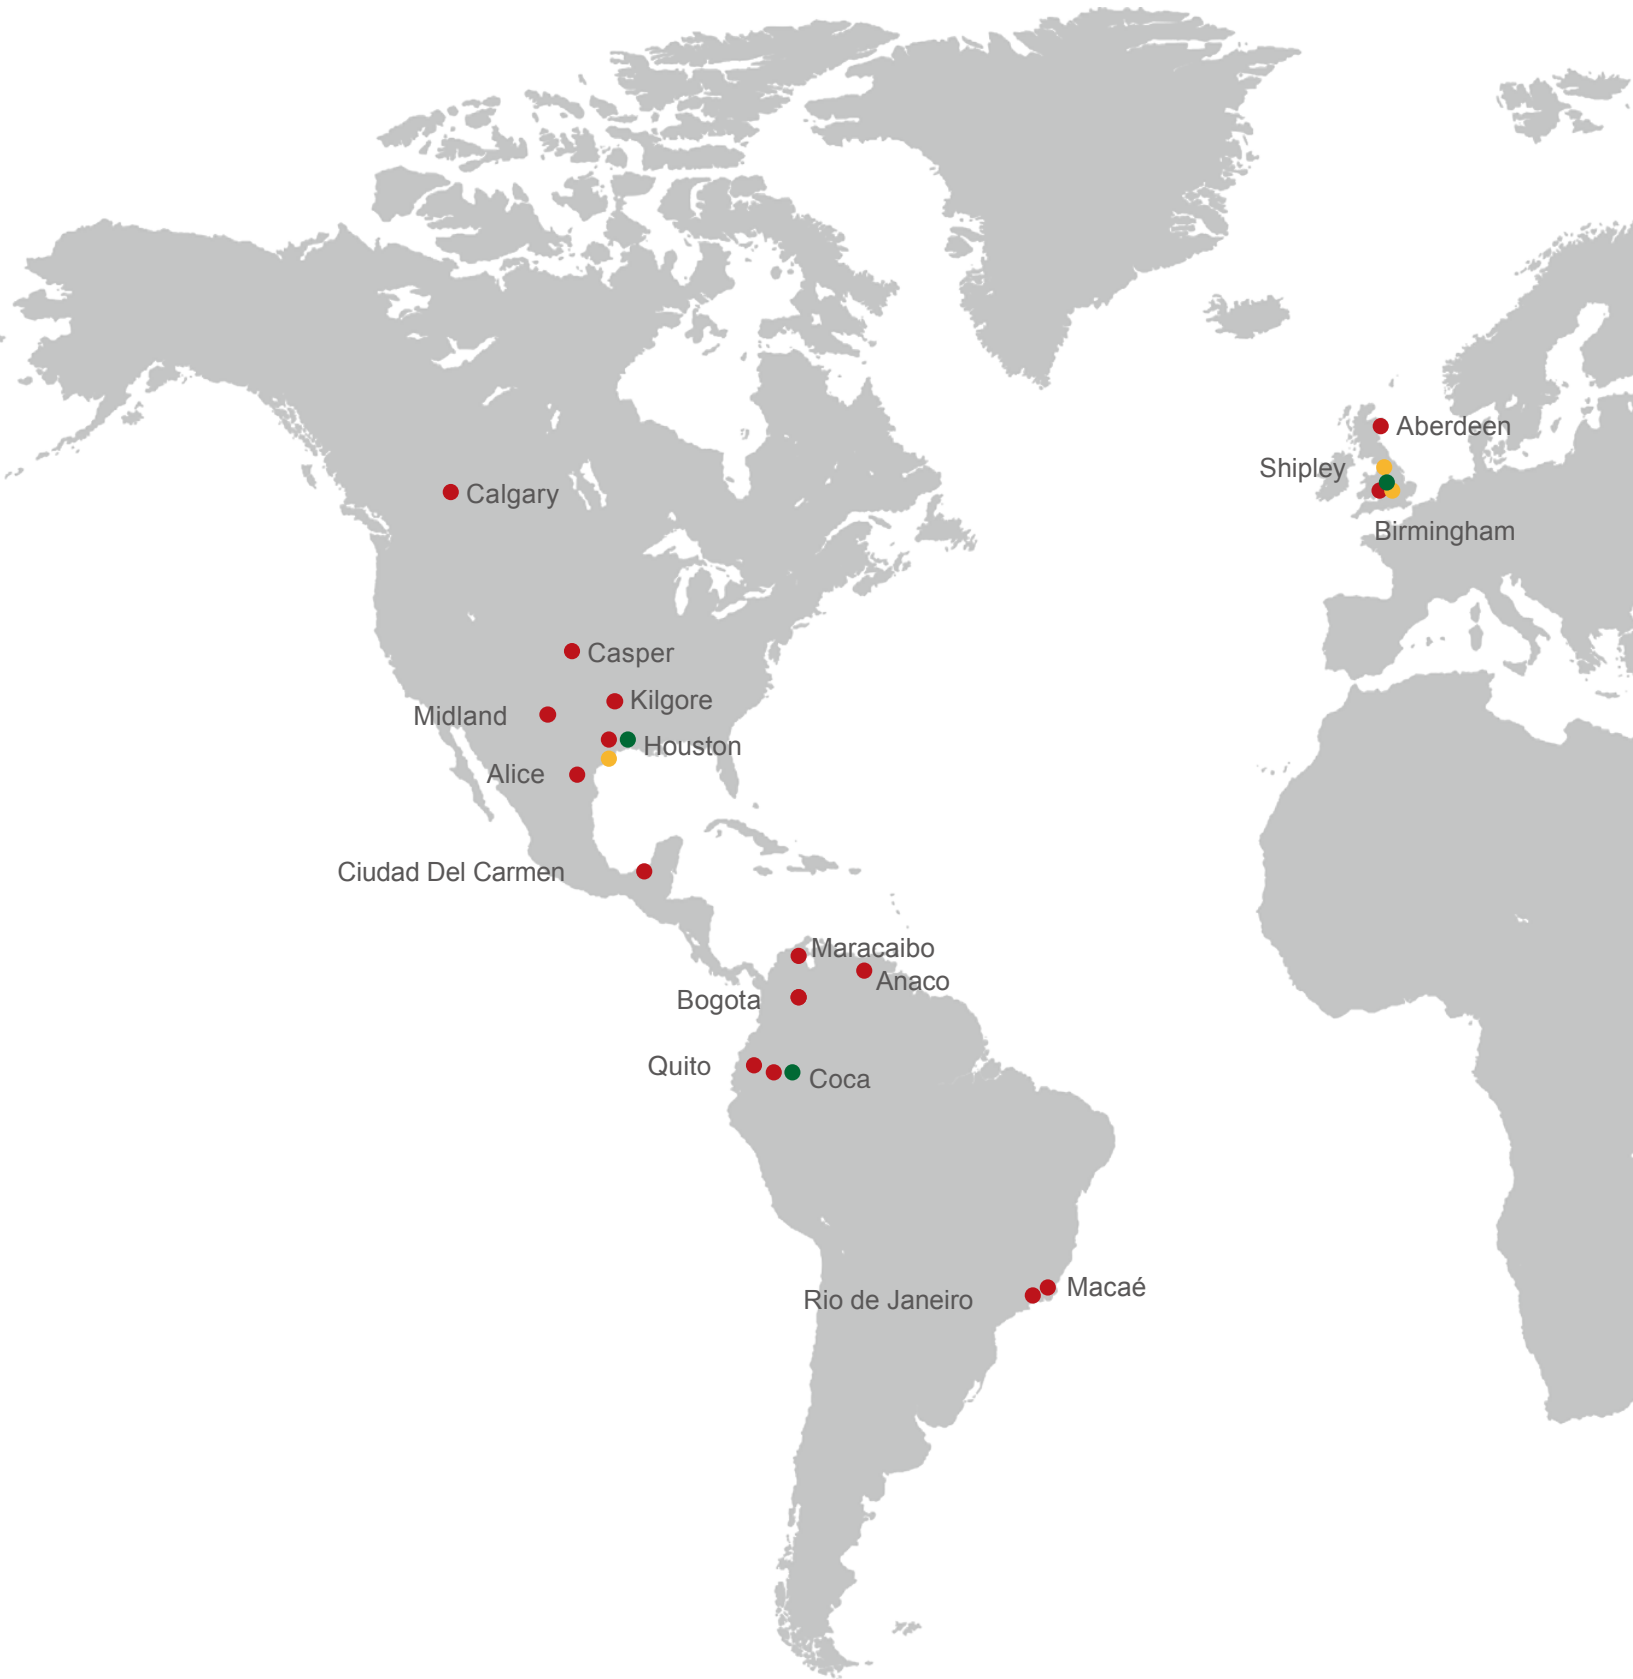 Aberdeen
Shipley
Calgary
Birmingham
Casper
Kilgore
Midland
Houston
Alice
Ciudad Del Carmen
Maracaibo
Anaco
Bogota
Quito
Coca
Macaé
Rio de Janeiro